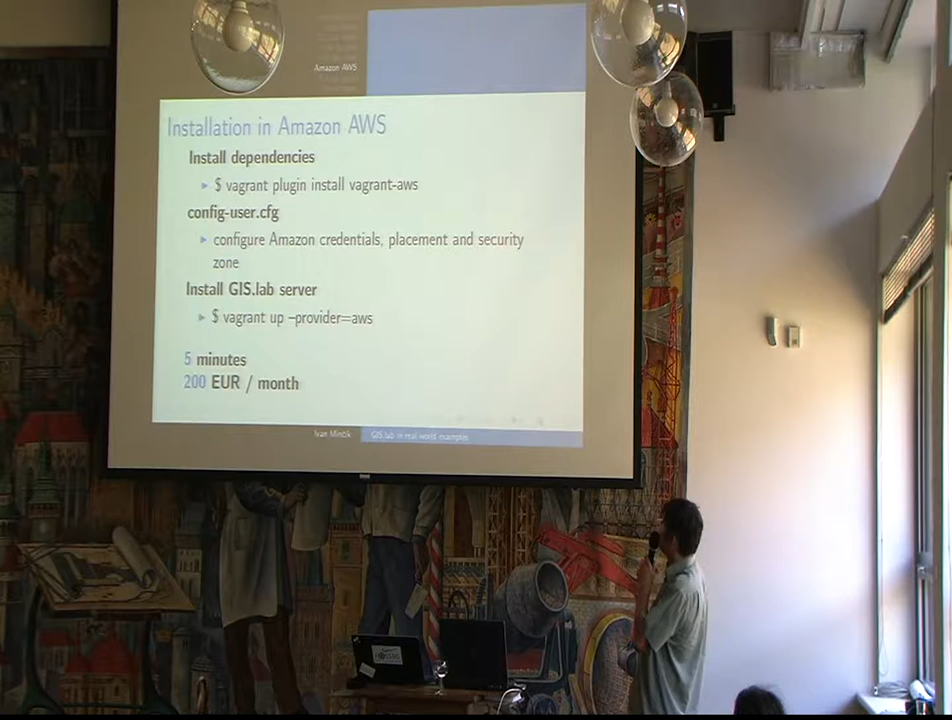 Amazon AWS
Installation in Amazon AWS
Install dependencies
$ vagrant plugin install vagrant-aws
config-user.cfg
configure Amazon credentials, placement and security
zone
Install GIS.lab server
$ vagrant up –provider=aws
5 minutes
200 EUR / month
Ivan Minčík
GIS.lab in real world examples